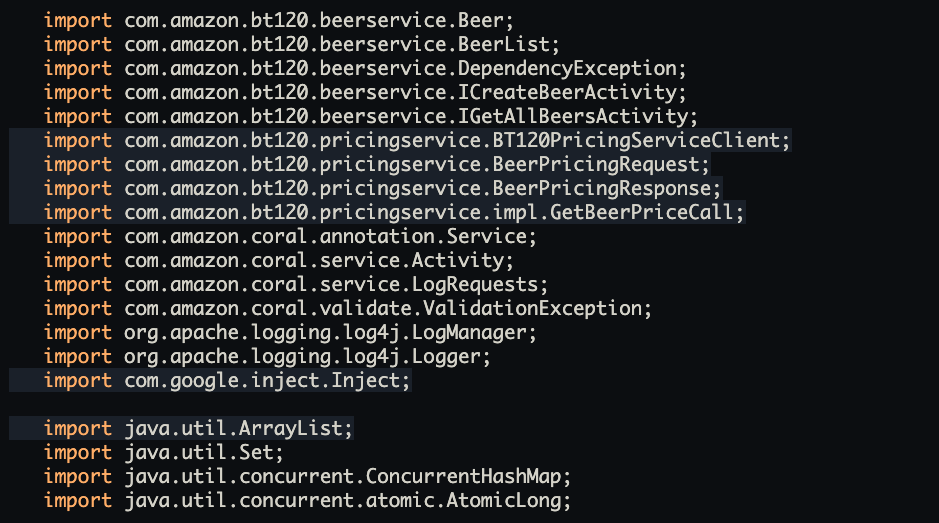 import com.amazon.bt120.beerservice.Beer;
import com.amazon.bt120.beerservice.BeerList;
import com.amazon.bt120.beerservice.DependencyException;
import com.amazon.bt120.beerservice.ICreateBeerActivity;
import com.amazon.bt120.beerservice.IGetAllBeersActivity;
import com.amazon.bt120.pricingservice.BT120PricingServiceClient;
import com.amazon.bt120.pricingservice.BeerPricingRequest;
import com.amazon.bt120.pricingservice.BeerPricingResponse;
import com.amazon.bt120.pricingservice.impl.GetBeerPriceCall;
import com.amazon.coral.annotation.Service;
import com.amazon.coral.service.Activity;
import com.amazon.coral.service.LogRequests;
import com.amazon.coral.validate.ValidationException;
import org.apache.logging.log4j.LogManager;
import org.apache.logging.log4j.Logger;
import com.google.inject.Inject;
import java.util.ArrayList;
import java.util.Set;
import java.util.concurrent.ConcurrentHashMap;
import java.util.concurrent.atomic.AtomicLong;